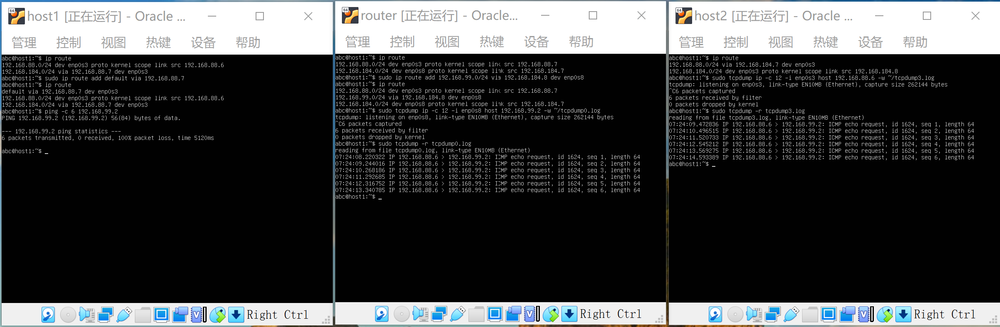 host1 [正在运行] - Oracle ...
管理 控制 视图 热键 设备 帮助
abc@host1:~$ ip route
192.168.88.0/24 dev enp0s3 proto kernel scope link src 192.168.88.6
192.168.184.0/24 via 192.168.88.7 dev enp0s3
abc@host1:~$ sudo ip route add default via 192.168.88.7
abc@host1:~$ ip route
default via 192.168.88.7 dev enp0s3
192.168.88.0/24 dev enp0s3 proto kernel scope link src 192.168.88.6
192.168.184.0/24 via 192.168.88.7 dev enp0s3
abc@host1:~$ ping -c 6 192.168.99.2
PING 192.168.99.2 (192.168.99.2) 56(84) bytes of data.
--- 192.168.99.2 ping statistics ---
6 packets transmitted, 0 received, 100% packet loss, time 5120ms
abc@host1:~$ _
Right Ctrl
router [正在运行] - Oracle...
管理 控制 视图 热键 设备 帮助
abc@host1:~$ ip route
192.168.88.0/24 dev enp0s3 proto kernel scope link src 192.168.88.7
192.168.184.0/24 dev enp0s8 proto kernel scope link src 192.168.184.7
abc@host1:~$ sudo ip route add 192.168.99.0/24 via 192.168.184.8 dev enp0s8
abc@host1:~$ ip route
192.168.88.0/24 dev enp0s3 proto kernel scope link src 192.168.88.7
192.168.99.0/24 via 192.168.184.8 dev enp0s8
192.168.184.0/24 dev enp0s8 proto kernel scope link src 192.168.184.7
abc@host1:~$ sudo tcpdump ip -c 12 -i enp0s8 host 192.168.99.2 -w ~/tcpdump0.log
tcpdump: listening on enp0s8, link-type EN10MB (Ethernet), capture size 262144 bytes
^C6 packets captured
6 packets received by filter
0 packets dropped by kernel
abc@host1:~$ sudo tcpdump -r tcpdump0.log
reading from file tcpdump0.log, link-type EN10MB (Ethernet)
07:24:08.220322 IP 192.168.88.6 > 192.168.99.2: ICMP echo request, id 1624, seq 1, length 64
07:24:09.244016 IP 192.168.88.6 > 192.168.99.2: ICMP echo request, id 1624, seq 2, length 64
07:24:10.268186 IP 192.168.88.6 > 192.168.99.2: ICMP echo request, id 1624, seq 3, length 64
07:24:11.292685 IP 192.168.88.6 > 192.168.99.2: ICMP echo request, id 1624, seq 4, length 64
07:24:12.316752 IP 192.168.88.6 > 192.168.99.2: ICMP echo request, id 1624, seq 5, length 64
07:24:13.340785 IP 192.168.88.6 > 192.168.99.2: ICMP echo request, id 1624, seq 6, length 64
abc@host1:~$ _
Right Ctrl
host2 [正在运行] - Oracle ...
管理 控制 视图 热键 设备 帮助
abc@host1:~$ ip route
192.168.88.0/24 via 192.168.184.7 dev enp0s3
192.168.184.0/24 dev enp0s3 proto kernel scope link src 192.168.184.8
abc@host1:~$ sudo tcpdump ip -c 12 -i enp0s3 host 192.168.88.6 -w ~/tcpdump3.log
tcpdump: listening on enp0s3, link-type EN10MB (Ethernet), capture size 262144 bytes
^C6 packets captured
6 packets received by filter
0 packets dropped by kernel
abc@host1:~$ sudo tcpdump -r tcpdump3.log
reading from file tcpdump3.log, link-type EN10MB (Ethernet)
07:24:09.472836 IP 192.168.88.6 > 192.168.99.2: ICMP echo request, id 1624, seq 1, length 64
07:24:10.496515 IP 192.168.88.6 > 192.168.99.2: ICMP echo request, id 1624, seq 2, length 64
07:24:11.520733 IP 192.168.88.6 > 192.168.99.2: ICMP echo request, id 1624, seq 3, length 64
07:24:12.545212 IP 192.168.88.6 > 192.168.99.2: ICMP echo request, id 1624, seq 4, length 64
07:24:13.569275 IP 192.168.88.6 > 192.168.99.2: ICMP echo request, id 1624, seq 5, length 64
07:24:14.593389 IP 192.168.88.6 > 192.168.99.2: ICMP echo request, id 1624, seq 6, length 64
abc@host1:~$ _
Right Ctrl